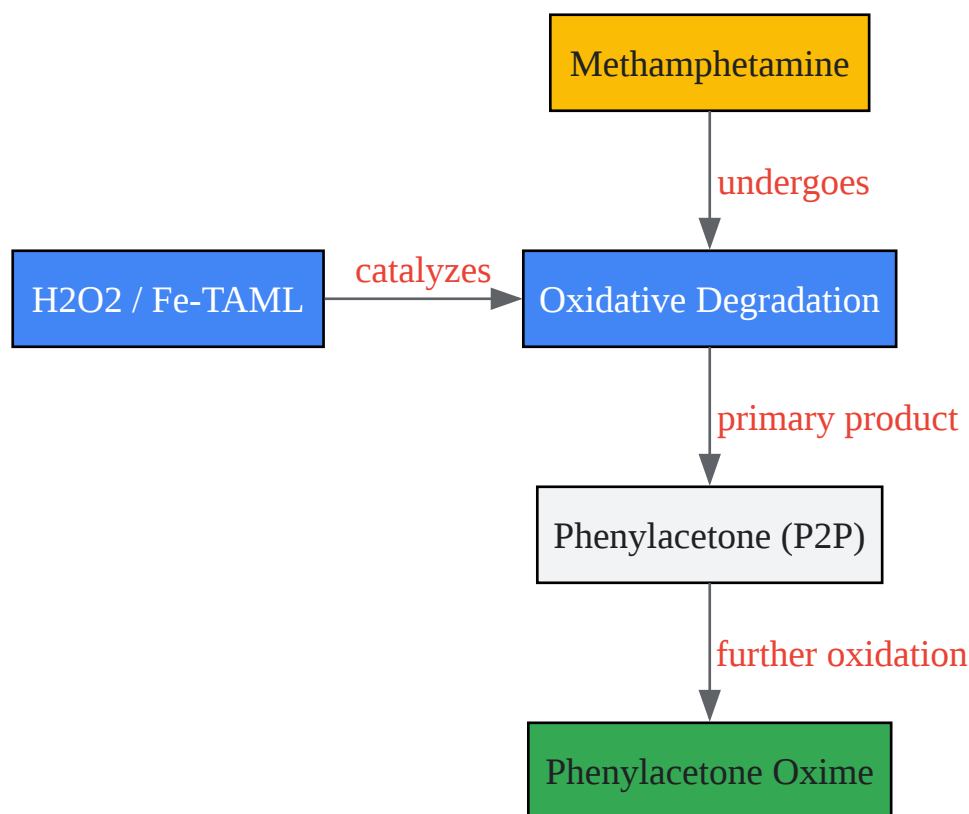 Methamphetamine
undergoes
H2O2 / Fe-TAML
catalyzes
Oxidative Degradation
primary product
Phenylacetone (P2P)
further oxidation
Phenylacetone Oxime